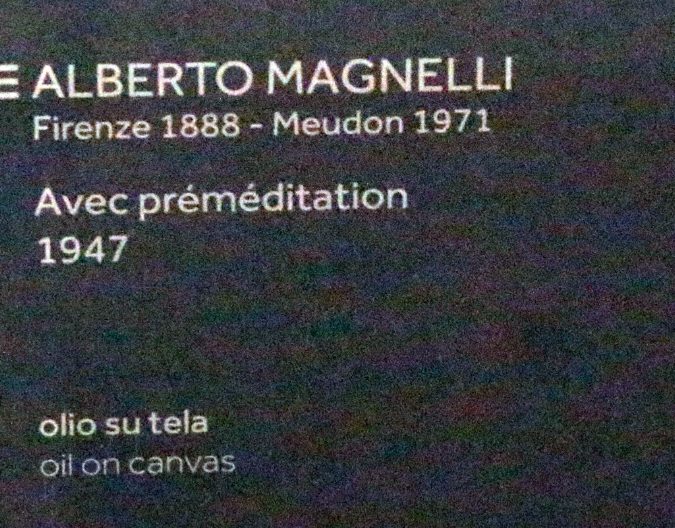 ALBERTO MAGNELLI
Firenze 1888 - Meudon 1971
Avec préméditation
1947
olio su tela
oil on canvas